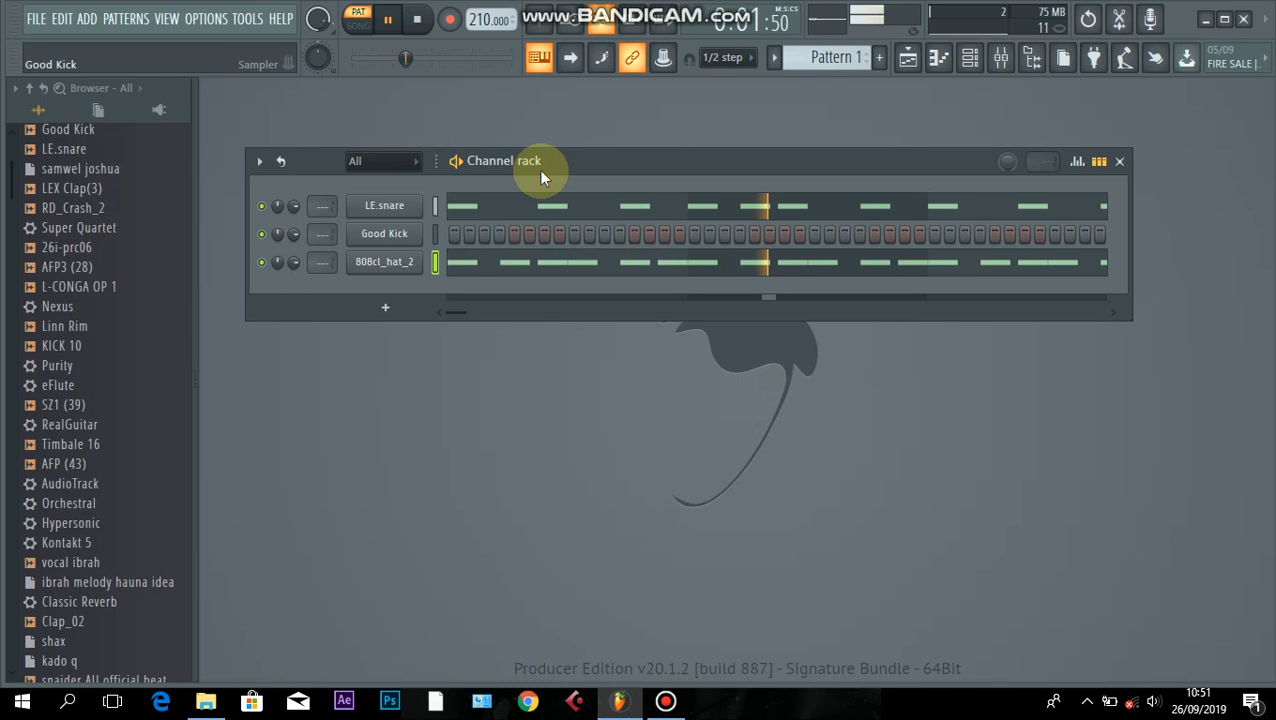 FILE EDIT ADD PATTERNS VIEW OPTIONS TOOLS HELP
PAT
SONG
210.000
www.BANDICAM.com
0:01:50
M:S:CS
2
75 MB
11
Good Kick
Sampler
1/2 step
Pattern 1
+
05/09
FIRE SALE |
Browser - All
Good Kick
LE.snare
samwel joshua
LEX Clap(3)
RD_Crash_2
Super Quartet
26i-prc06
AFP3 (28)
L-CONGA OP 1
Nexus
Linn Rim
KICK 10
Purity
eFlute
SZ1 (39)
RealGuitar
Timbale 16
AFP (43)
AudioTrack
Orchestral
Hypersonic
Kontakt 5
vocal ibrah
ibrah melody hauna idea
Classic Reverb
Clap_02
shax
kado q
snaider All official beat
All
Channel rack
LE.snare
Good Kick
808cl_hat_2
+
Producer Edition v20.1.2 [build 887] - Signature Bundle - 64Bit
Ae
Ps
10:51
26/09/2019
1